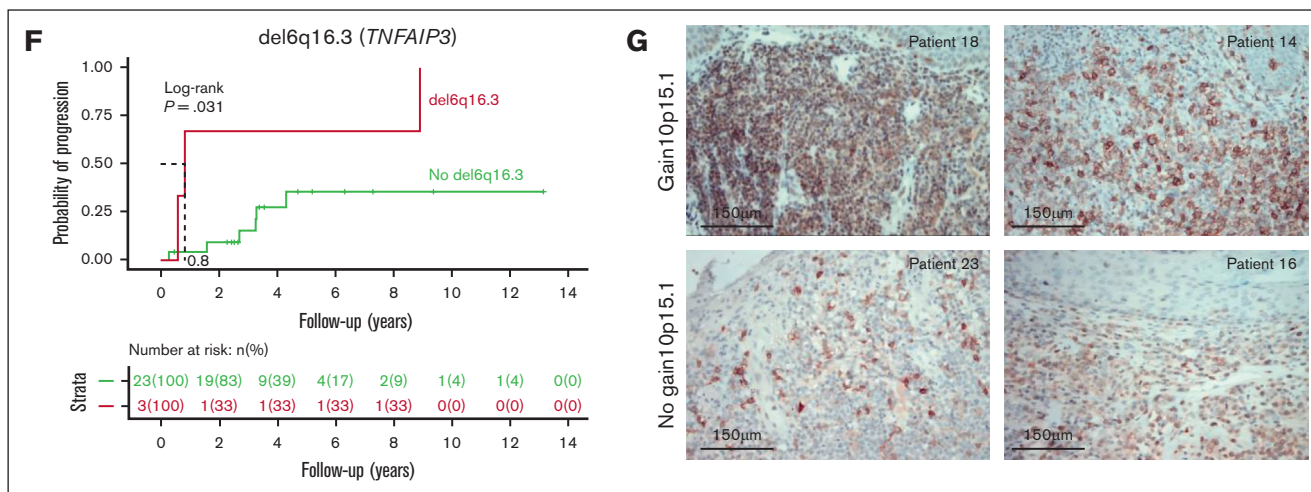 F
del6q16.3 (TNFAIP3)
1.00
0.75
0.50
0.25
0.00
Probability of progression
Log-rank
P = .031
del6q16.3
No del6q16.3
0.8
0 2 4 6 8 10 12 14
Follow-up (years)
Number at risk: n(%)
Strata
23(100) 19(83) 9(39) 4(17) 2(9) 1(4) 1(4) 0(0)
3(100) 1(33) 1(33) 1(33) 1(33) 0(0) 0(0) 0(0)
0 2 4 6 8 10 12 14
Follow-up (years)
G
Gain10p15.1
Patient 18
150μm
Patient 14
150μm
No gain10p15.1
Patient 23
150μm
Patient 16
150μm